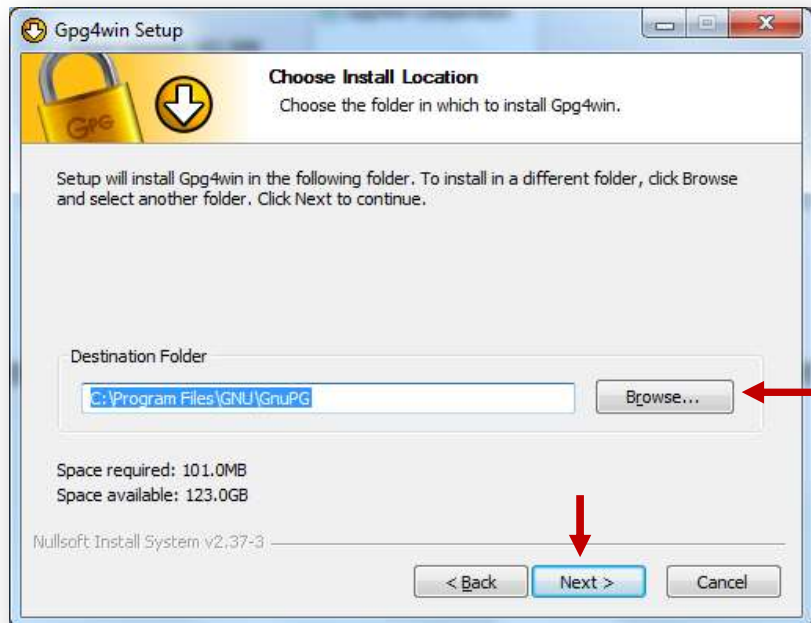 Gpg4win Setup
Choose Install Location
Choose the folder in which to install Gpg4win.
GPG
Setup will install Gpg4win in the following folder. To install in a different folder, click Browse
and select another folder. Click Next to continue.
Destination Folder
C:\Program Files\GNU\GnuPG
Browse...
Space required: 101.0MB
Space available: 123.0GB
Nullsoft Install System v2.37-3
< Back
Next >
Cancel